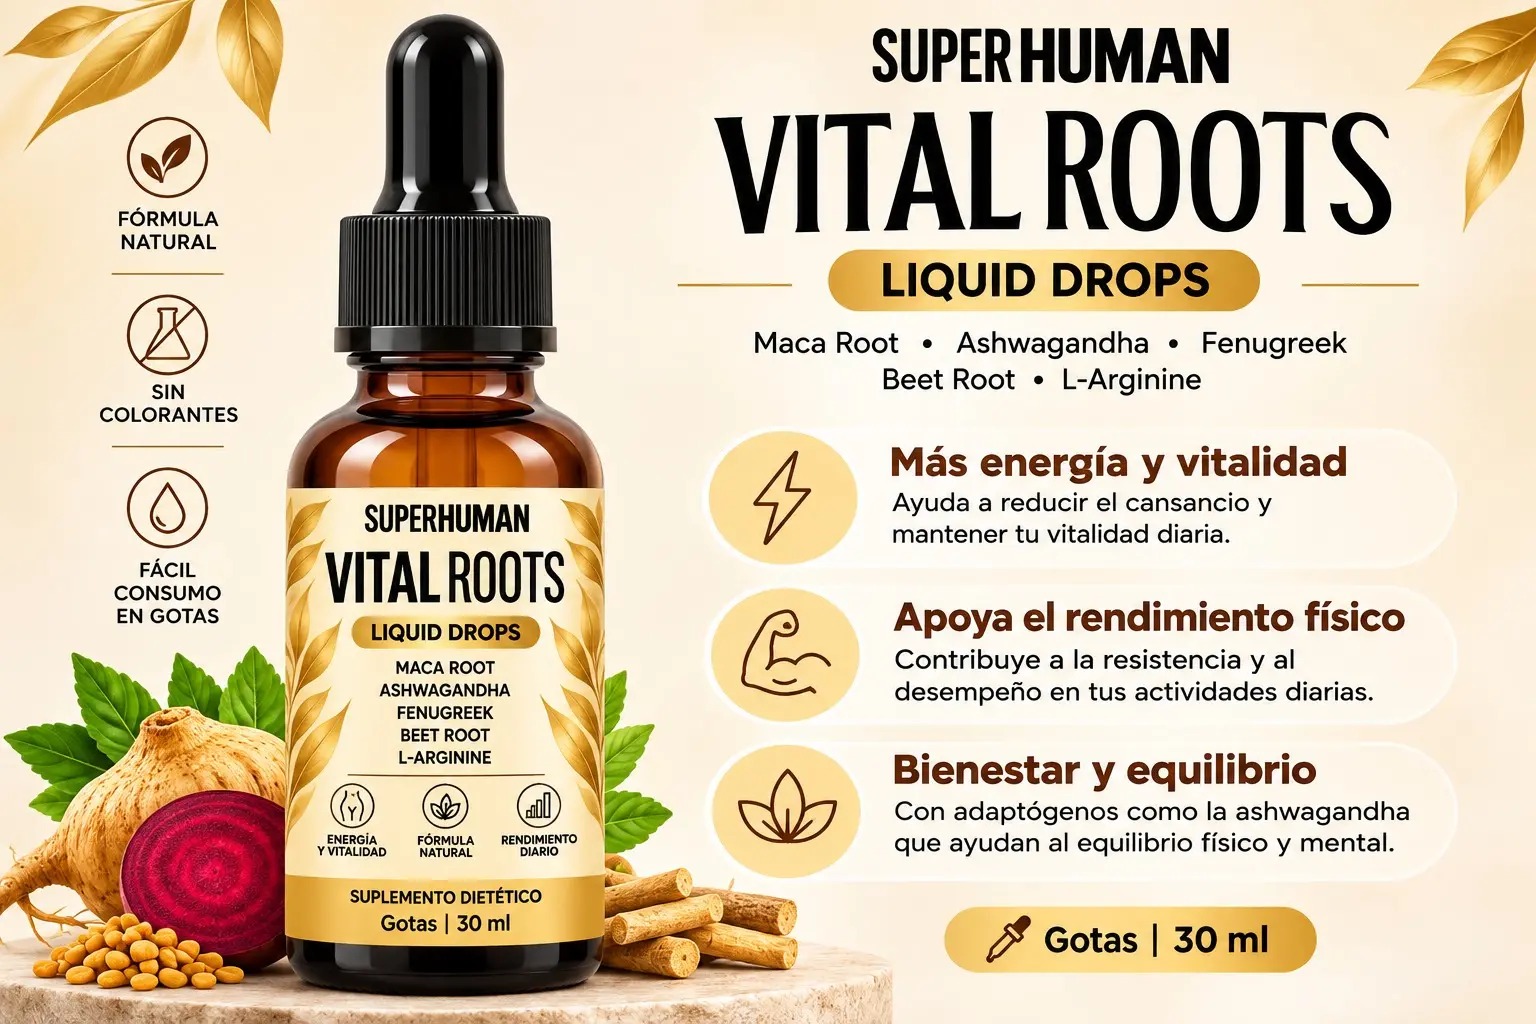 FÓRMULA
NATURAL
SIN
COLORANTES
FÁCIL
CONSUMO
EN GOTAS
SUPERHUMAN
VITAL ROOTS
LIQUID DROPS
MACA ROOT
ASHWAGANDHA
FENUGREEK
BEET ROOT
L-ARGININE
ENERGÍA
Y VITALIDAD
FÓRMULA
NATURAL
RENDIMIENTO
DIARIO
SUPLEMENTO DIETÉTICO
Gotas | 30 ml
SUPERHUMAN
VITAL ROOTS
LIQUID DROPS
Maca Root • Ashwagandha • Fenugreek
Beet Root • L-Arginine
Más energía y vitalidad
Ayuda a reducir el cansancio y
mantener tu vitalidad diaria.
Apoya el rendimiento físico
Contribuye a la resistencia y al
desempeño en tus actividades diarias.
Bienestar y equilibrio
Con adaptógenos como la ashwagandha
que ayudan al equilibrio físico y mental.
Gotas | 30 ml